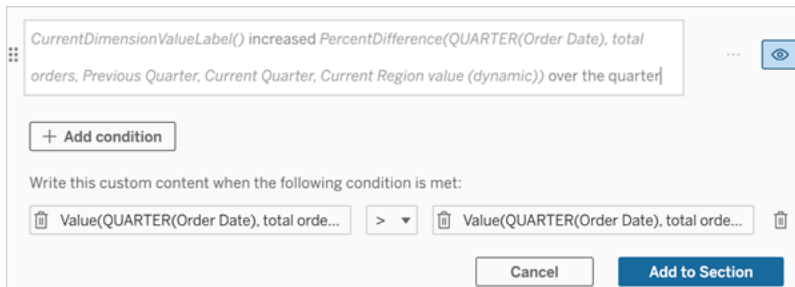 CurrentDimensionValueLabel() increased PercentDifference(QUARTER(Order Date), total
orders, Previous Quarter, Current Quarter, Current Region value (dynamic)) over the quarter
+ Add condition
Write this custom content when the following condition is met:
Value(QUARTER(Order Date), total orde... > Value(QUARTER(Order Date), total orde...
Cancel Add to Section